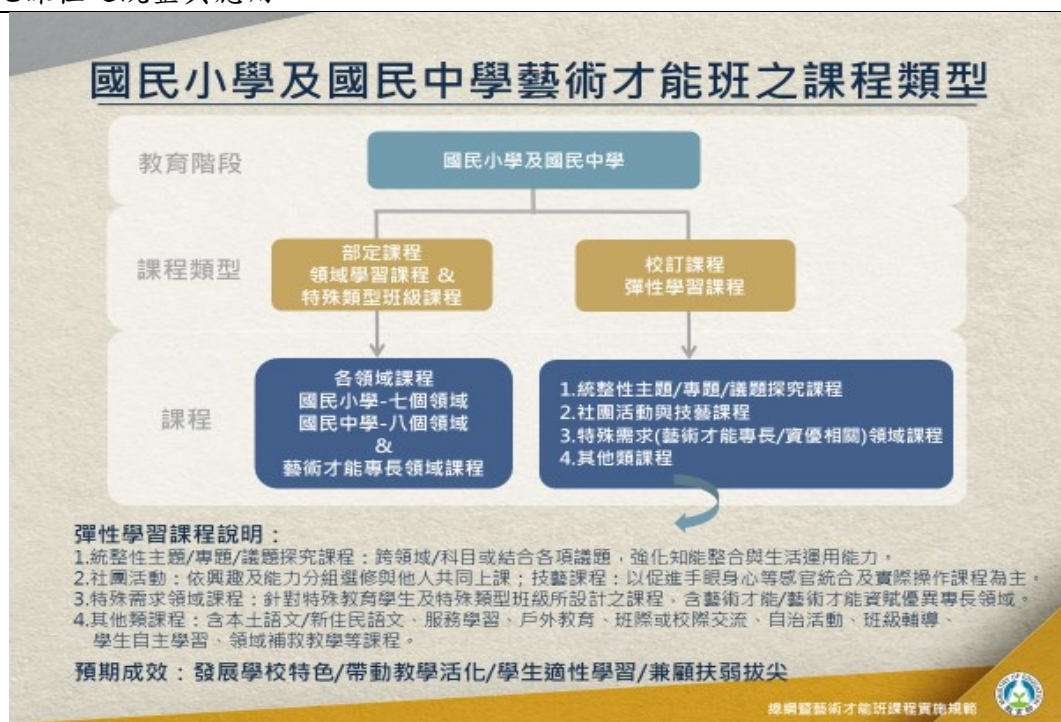 國民小學及國民中學藝術才能班之課程類型
教育階段
國民小學及國民中學
課程類型
部定課程
領域學習課程 &
特殊類型班級課程
校訂課程
彈性學習課程
課程
各領域課程
國民小學-七個領域
國民中學-八個領域
&
藝術才能專長領域課程
1.統整性主題/專題/議題探究課程
2.社團活動與技藝課程
3.特殊需求(藝術才能專長/資優相關)領域課程
4.其他類課程
彈性學習課程說明：
1.統整性主題/專題/議題探究課程：跨領域/科目或結合各項議題，強化知能整合與生活運用能力。
2.社團活動：依興趣及能力分組選修與他人共同上課；技藝課程：以促進手眼身心等感官統合及實際操作課程為主。
3.特殊需求領域課程：針對特殊教育學生及特殊類型班級所設計之課程，含藝術才能/藝術才能資賦優異專長領域。
4.其他類課程：含本土語文/新住民語文、服務學習、戶外教育、班際或校際交流、自治活動、班級輔導、
學生自主學習、領域補救教學等課程。
預期成效：發展學校特色/帶動教學活化/學生適性學習/兼顧扶弱拔尖
總綱暨藝術才能班課程實施規範